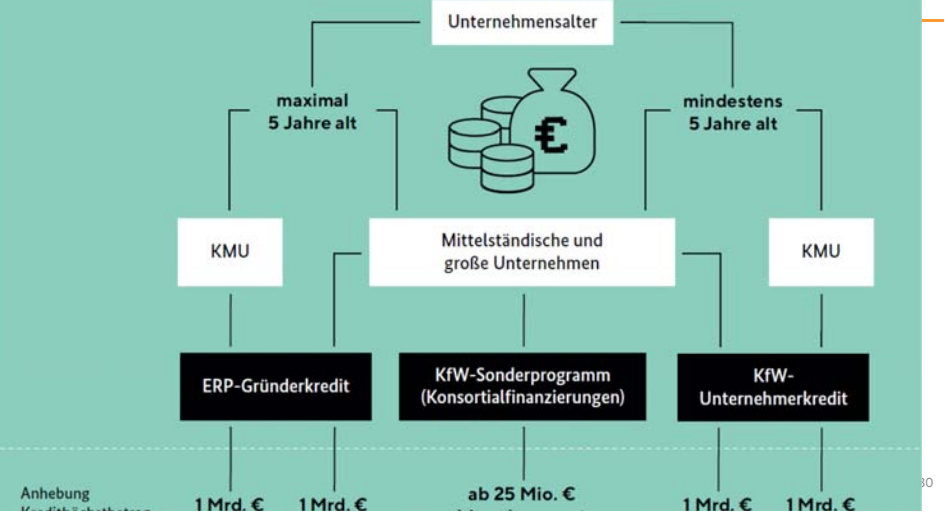 Unternehmensalter
maximal
5 Jahre alt
mindestens
5 Jahre alt
€
KMU
Mittelständische und
große Unternehmen
KMU
ERP-Gründerkredit
KfW-Sonderprogramm
(Konsortialfinanzierungen)
KfW-
Unternehmerkredit
Anhebung
1 Mrd. €
1 Mrd. €
ab 25 Mio. €
1 Mrd. €
1 Mrd. €